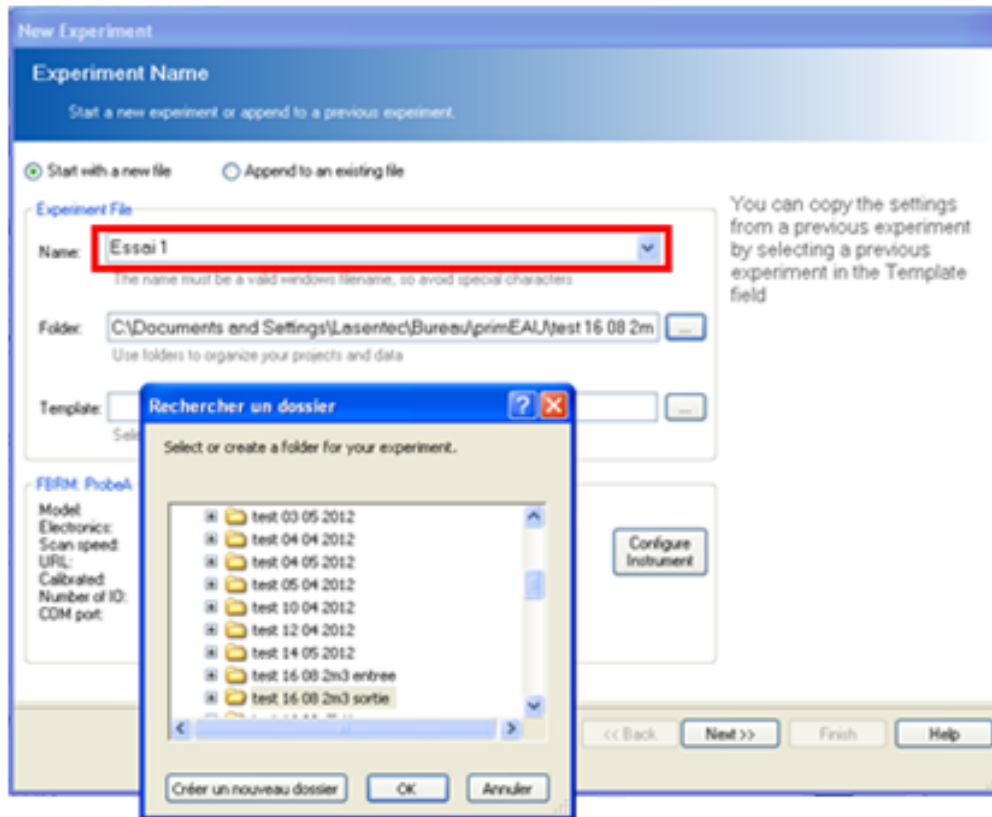 New Experiment
Experiment Name
Start a new experiment or append to a previous experiment.
Start with a new file
Append to an existing file
Experiment File
Name:
Essai 1
The name must be a valid windows filename, so avoid special characters
Folder:
C:\Documents and Settings\Lasentec\Bureau\primEAU\test 16 08 2m
...
Use folders to organize your projects and data
Template:
...
You can copy the settings
from a previous experiment
by selecting a previous
experiment in the Template
field
Rechercher un dossier
Select or create a folder for your experiment.
test 03 05 2012
test 04 04 2012
test 04 05 2012
test 05 04 2012
test 10 04 2012
test 12 04 2012
test 14 05 2012
test 16 08 2m3 entree
test 16 08 2m3 sortie
Créer un nouveau dossier
OK
Annuler
FBRM: ProbeA
Model:
Electronics:
Scan speed:
URL:
Calibrated:
Number of IO:
COM port:
Configure
Instrument
<< Back
Next >>
Finish
Help